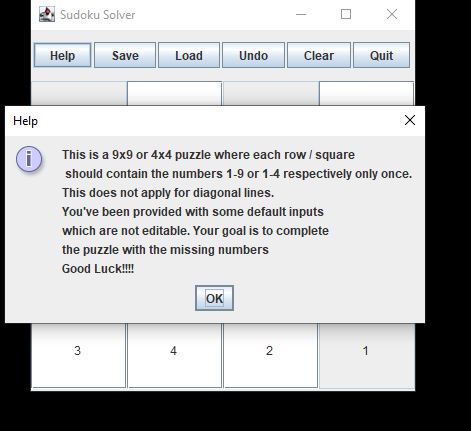 Sudoku Solver
Help Save Load Undo Clear Quit
Help
This is a 9x9 or 4x4 puzzle where each row / square
should contain the numbers 1-9 or 1-4 respectively only once.
This does not apply for diagonal lines.
You've been provided with some default inputs
which are not editable. Your goal is to complete
the puzzle with the missing numbers
Good Luck!!!!
OK
3 4 2 1